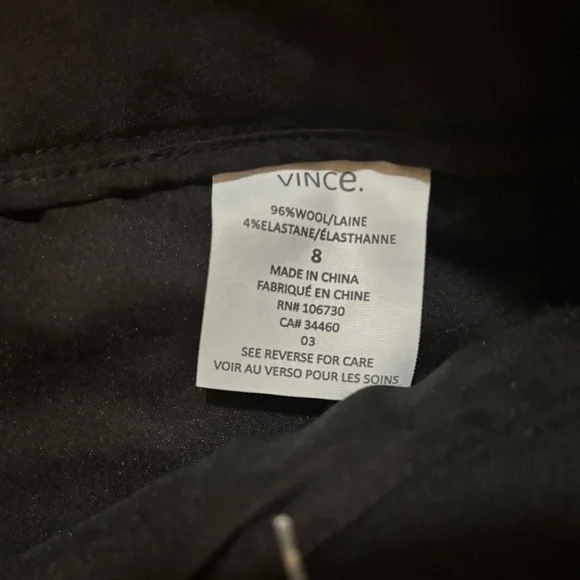 VINCe.
96%WOOL/LAINE
4%ELASTANE/ÉLASTHANNE
8
MADE IN CHINA
FABRIQUÉ EN CHINE
RN# 106730
CA# 34460
03
SEE REVERSE FOR CARE
VOIR AU VERSO POUR LES SOINS